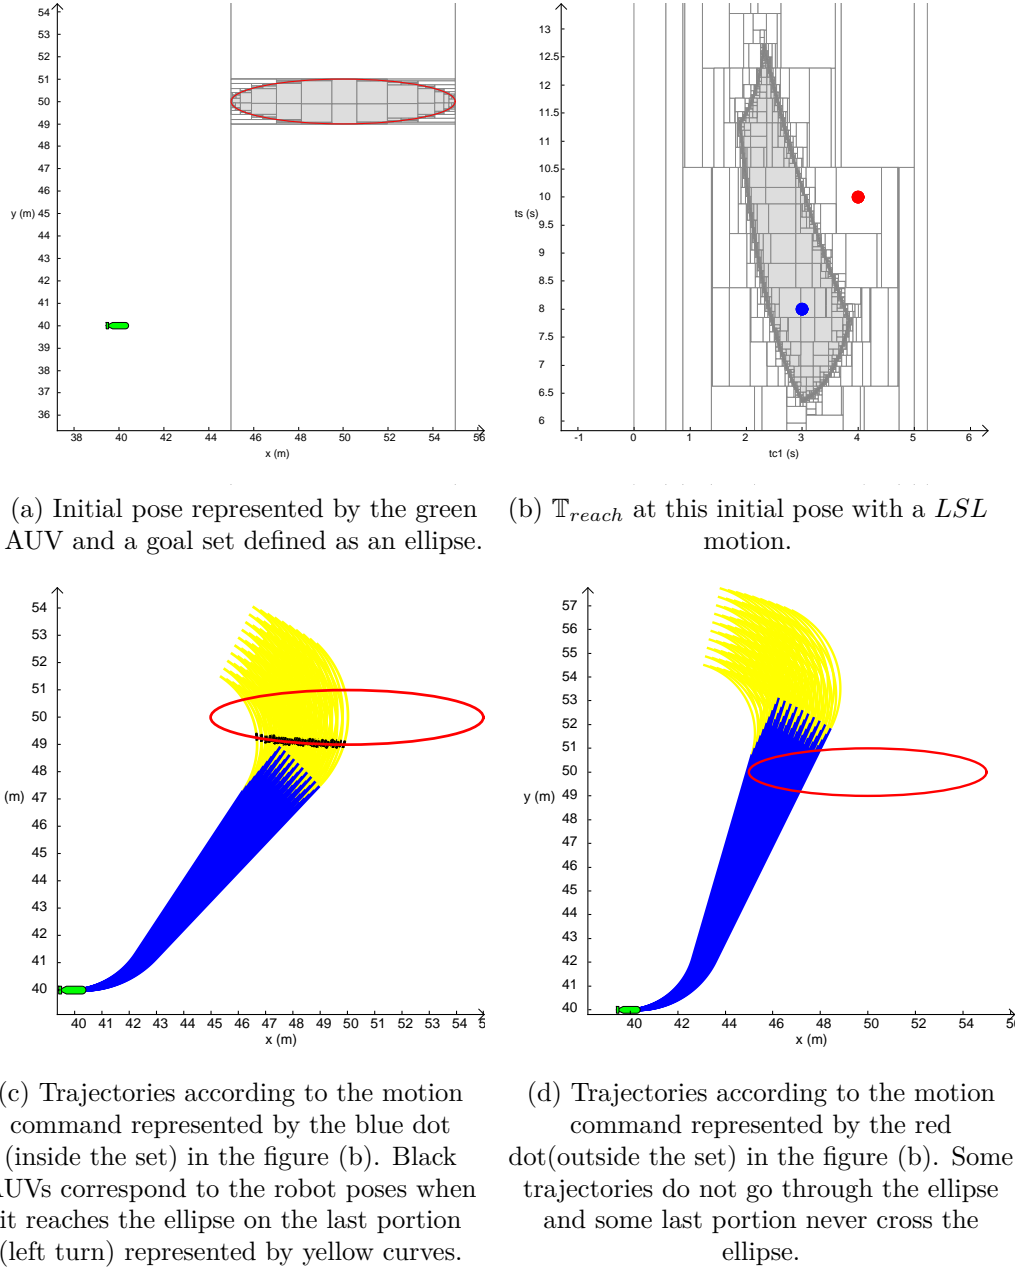 54
53
52
51
50
49
48
47
46
y (m) 45
44
43
42
41
40
39
38
37
36
38 40 42 44 46 48 50 52 54 56
x (m)
13
12.5
12
11.5
11
10.5
10
ts (s)
9.5
9
8.5
8
7.5
7
6.5
6
-1 0 1 2 3 4 5 6
tc1 (s)
(a) Initial pose represented by the green
AUV and a goal set defined as an ellipse.
(b) 𝕋reach at this initial pose with a LSL
motion.
54
53
52
51
50
49
48
47
(m)
46
45
44
43
42
41
40
40 41 42 43 44 45 46 47 48 49 50 51 52 53 54
x (m)
57
56
55
54
53
52
51
50
y (m) 49
48
47
46
45
44
43
42
41
40
40 42 44 46 48 50 52 54
x (m)
(c) Trajectories according to the motion
command represented by the blue dot
(inside the set) in the figure (b). Black
AUVs correspond to the robot poses when
it reaches the ellipse on the last portion
(left turn) represented by yellow curves.
(d) Trajectories according to the motion
command represented by the red
dot(outside the set) in the figure (b). Some
trajectories do not go through the ellipse
and some last portion never cross the
ellipse.